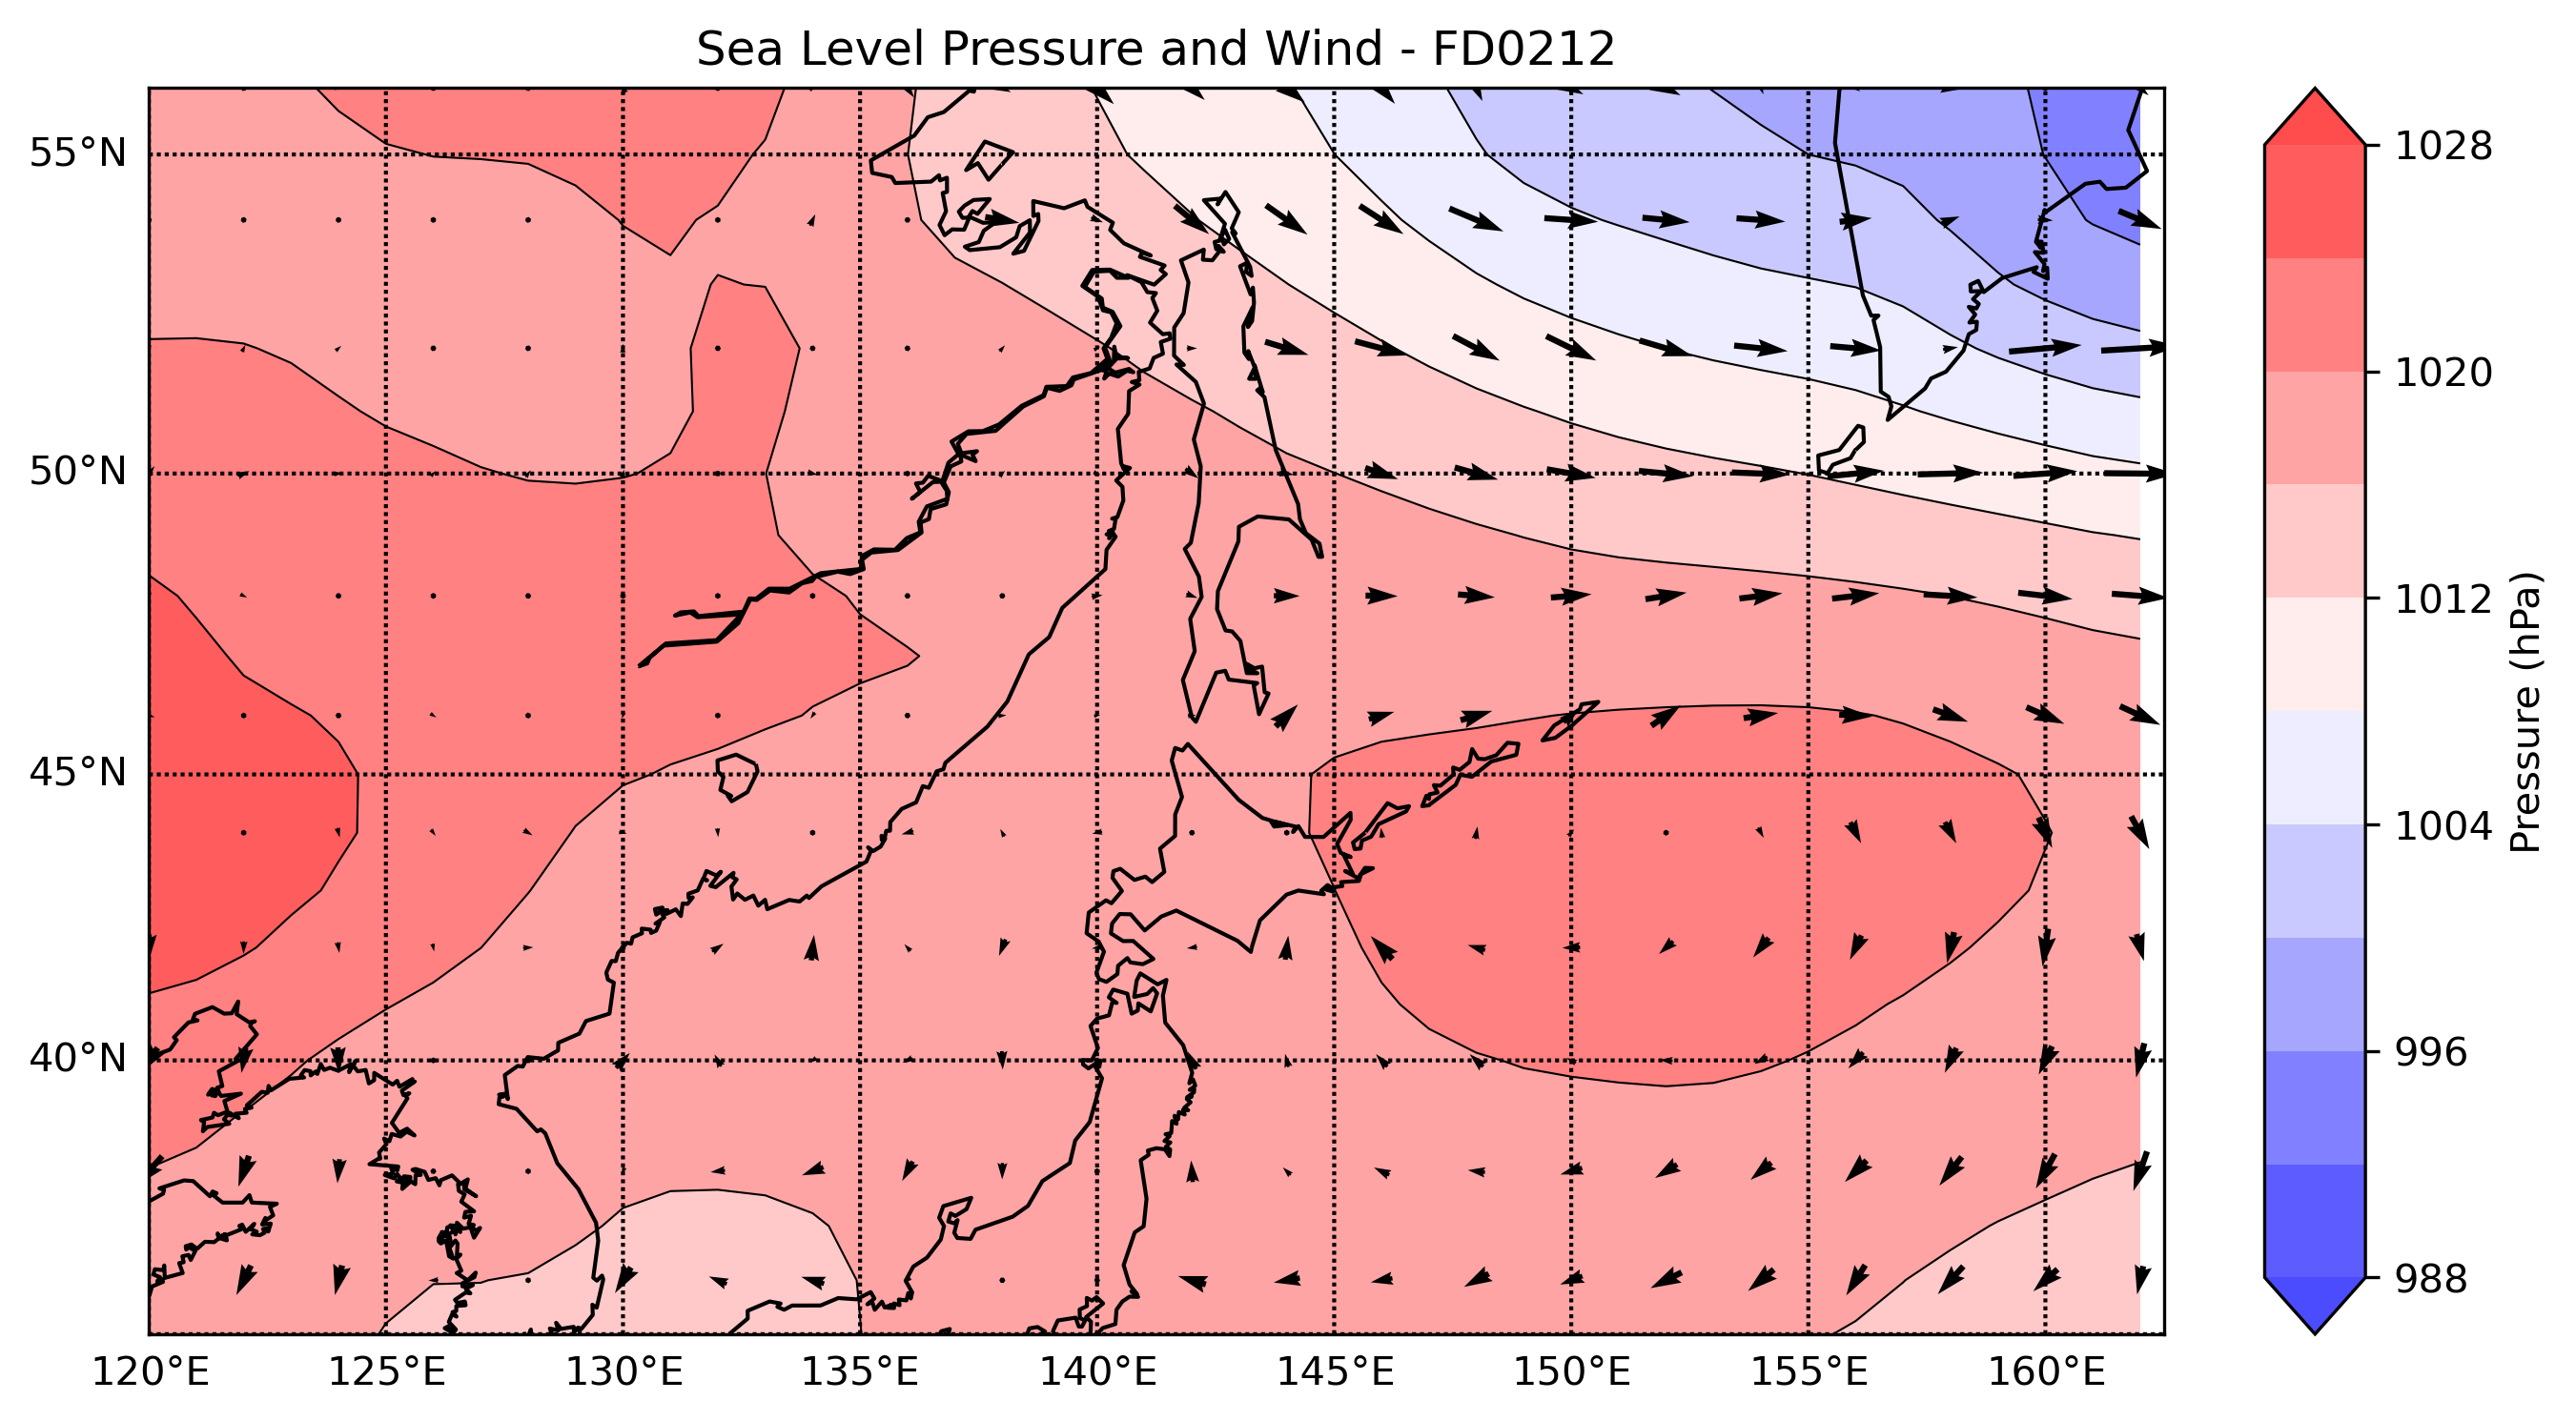 Sea Level Pressure and Wind - FD0212
55°N
50°N
45°N
40°N
120°E 125°E 130°E 135°E 140°E 145°E 150°E 155°E 160°E
1028
1020
1012
1004
996
988
Pressure (hPa)